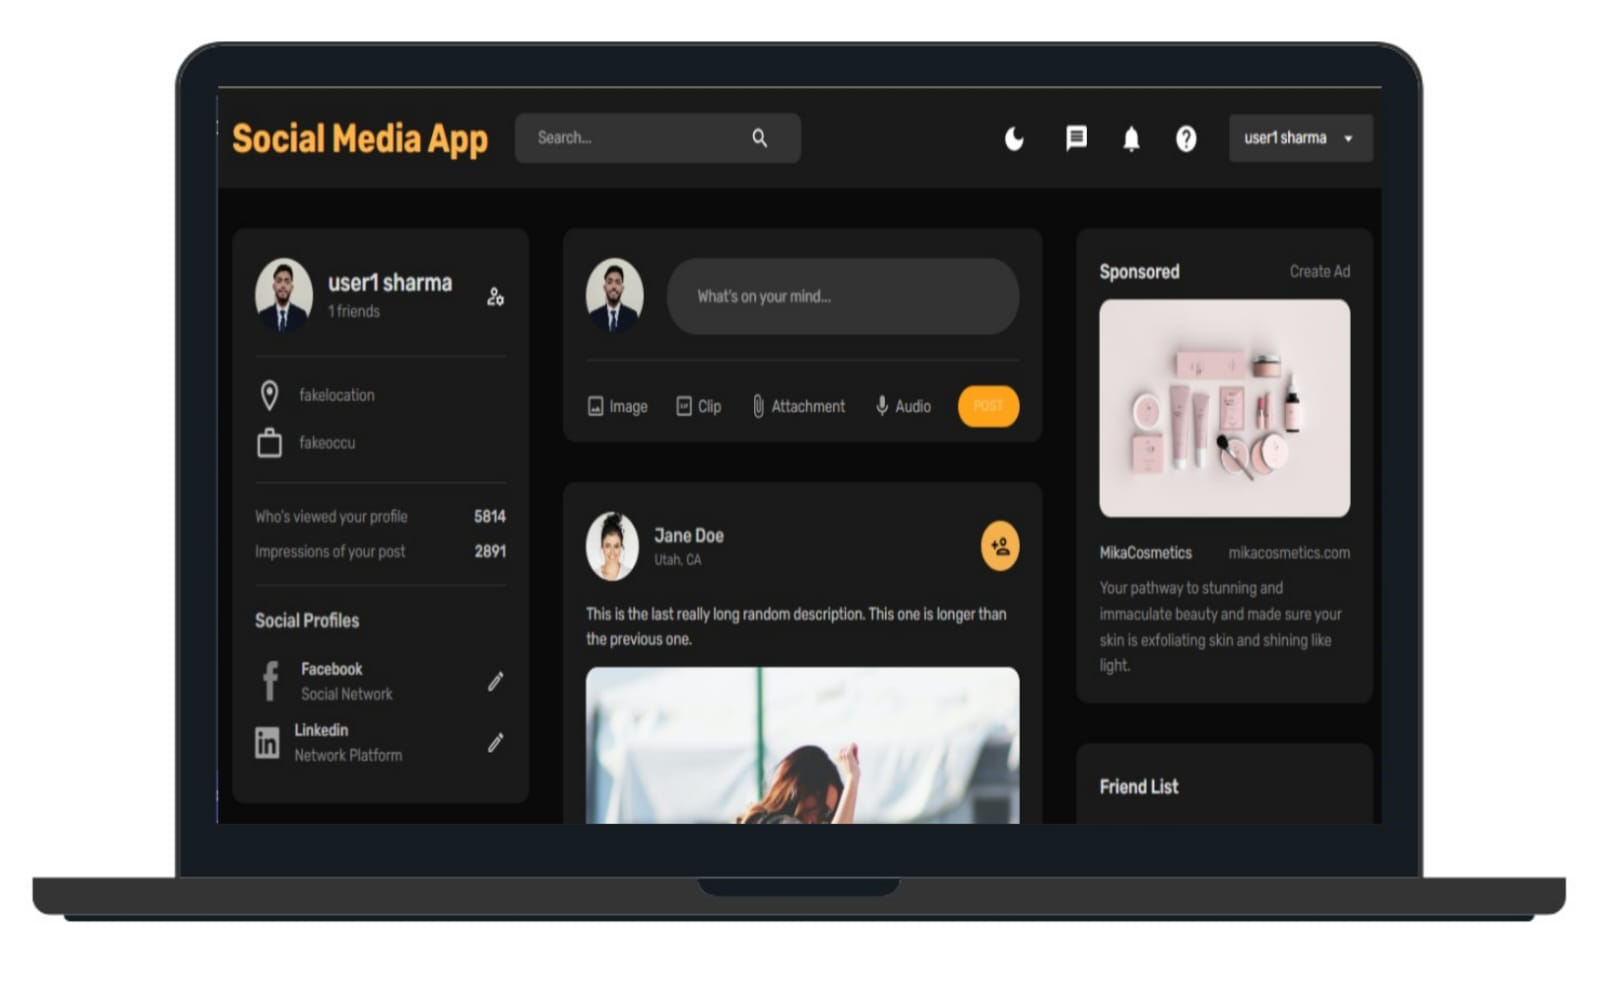 Social Media App
Search...
user1 sharma
user1 sharma
1 friends
fakelocation
fakeoccu
Who's viewed your profile 5814
Impressions of your post 2891
Social Profiles
Facebook
Social Network
Linkedin
Network Platform
What's on your mind...
Image Clip Attachment Audio POST
Jane Doe
Utah, CA
This is the last really long random description. This one is longer than
the previous one.
Sponsored Create Ad
MikaCosmetics mikacosmetics.com
Your pathway to stunning and
immaculate beauty and made sure your
skin is exfoliating skin and shining like
light.
Friend List